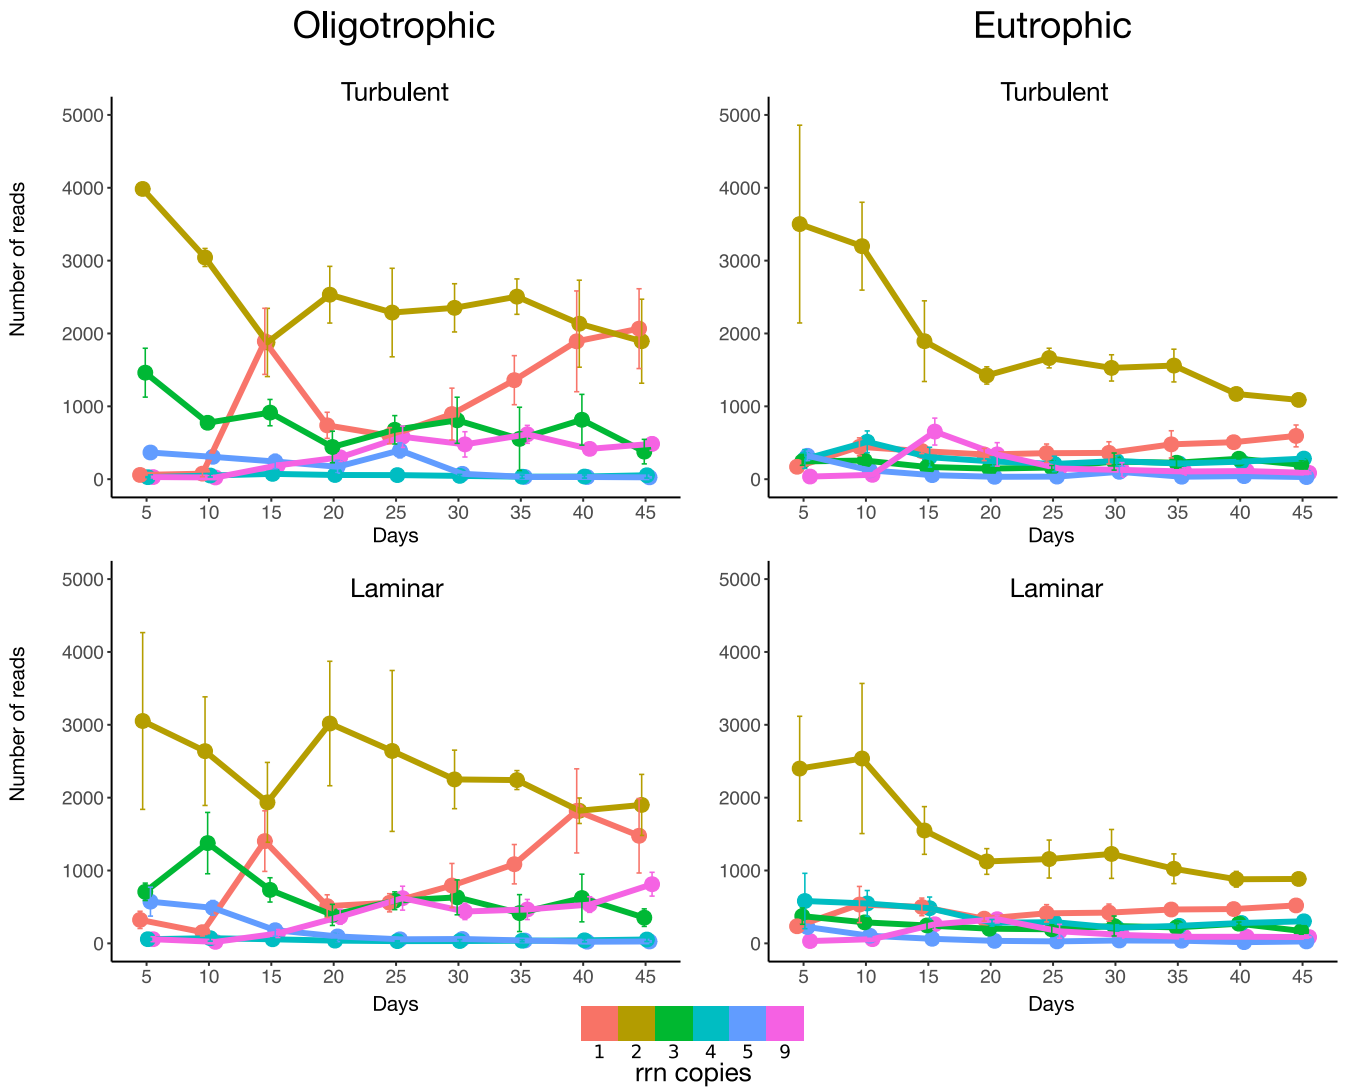 Oligotrophic Eutrophic
Turbulent Turbulent
5000 5000
4000 4000
3000 3000
2000 2000
1000 1000
0 0
Number of reads
5 10 15 20 25 30 35 40 45 5 10 15 20 25 30 35 40 45
Days Days
Laminar Laminar
5000 5000
4000 4000
3000 3000
2000 2000
1000 1000
0 0
Number of reads
5 10 15 20 25 30 35 40 45 5 10 15 20 25 30 35 40 45
Days Days
1 2 3 4 5 9
rrn copies